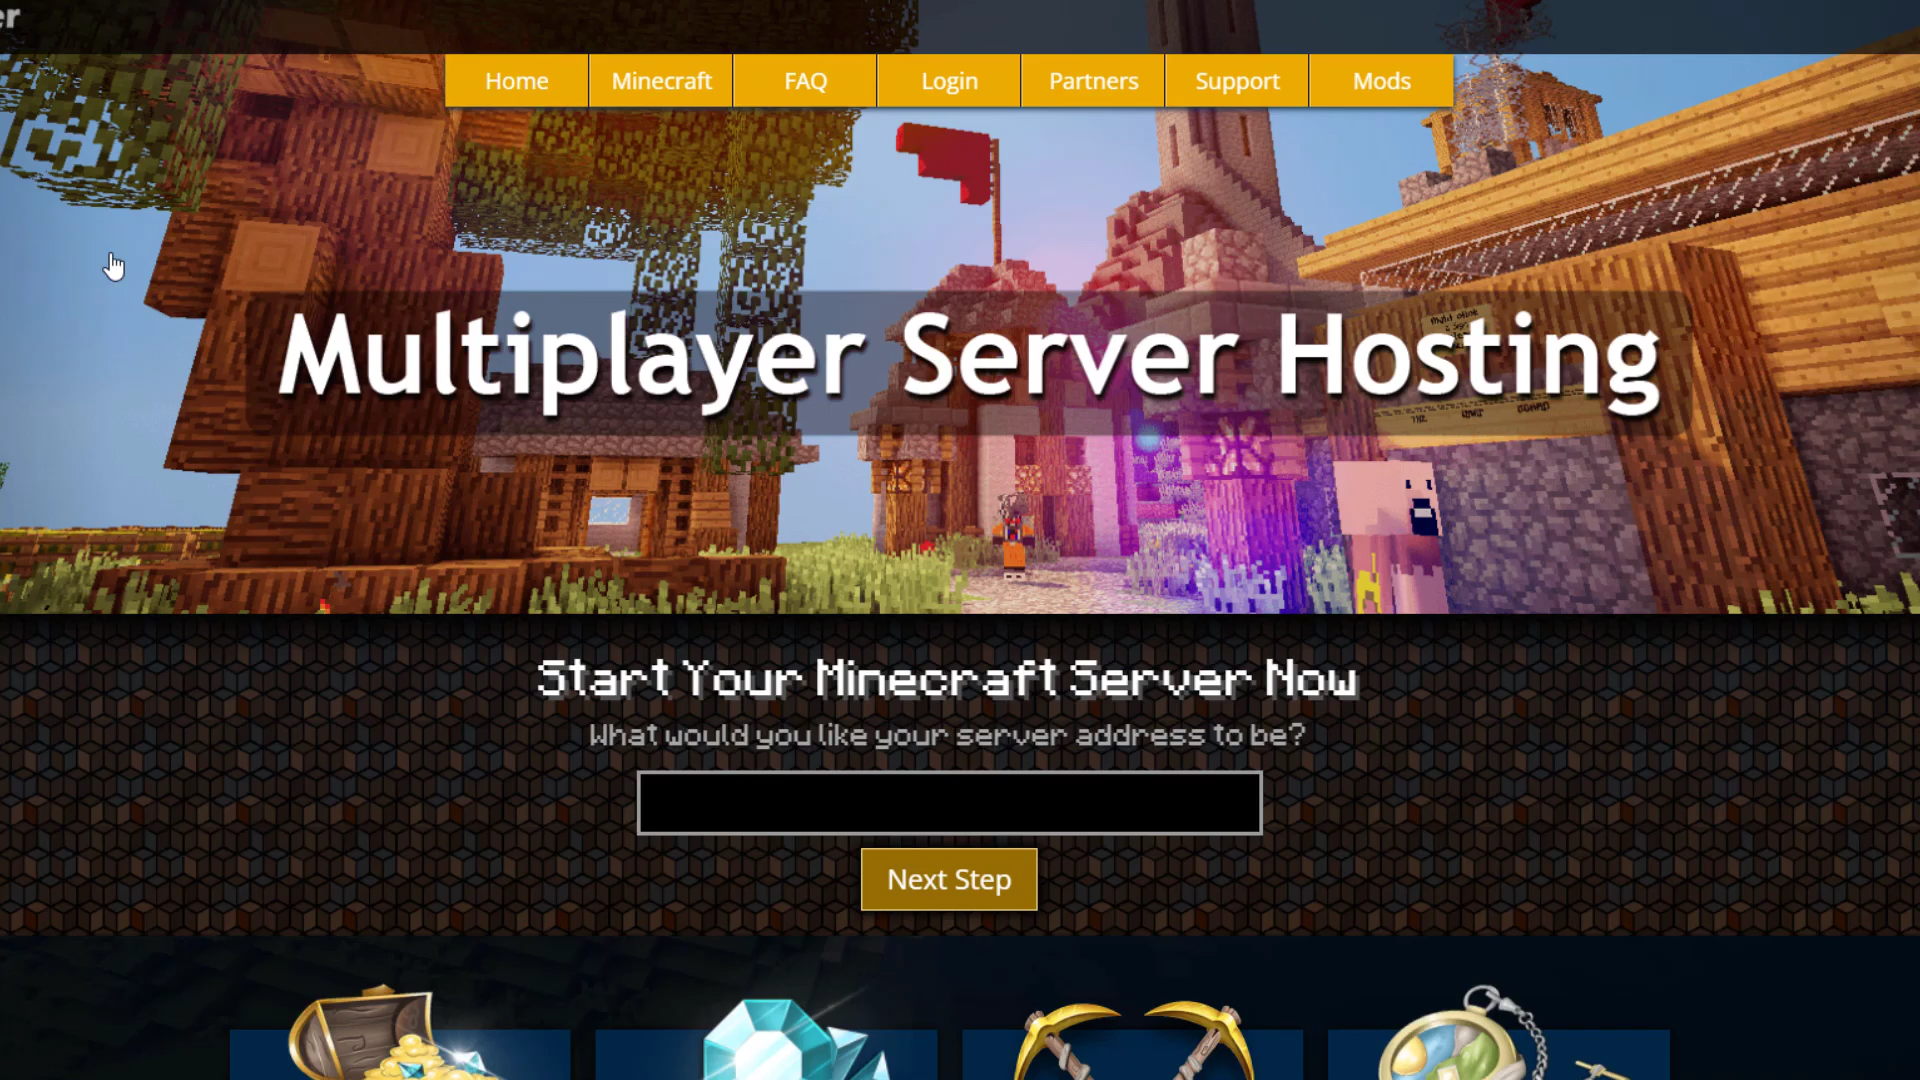 er
Home Minecraft FAQ Login Partners Support Mods
Multiplayer Server Hosting
Start Your Minecraft Server Now
What would you like your server address to be?
Next Step